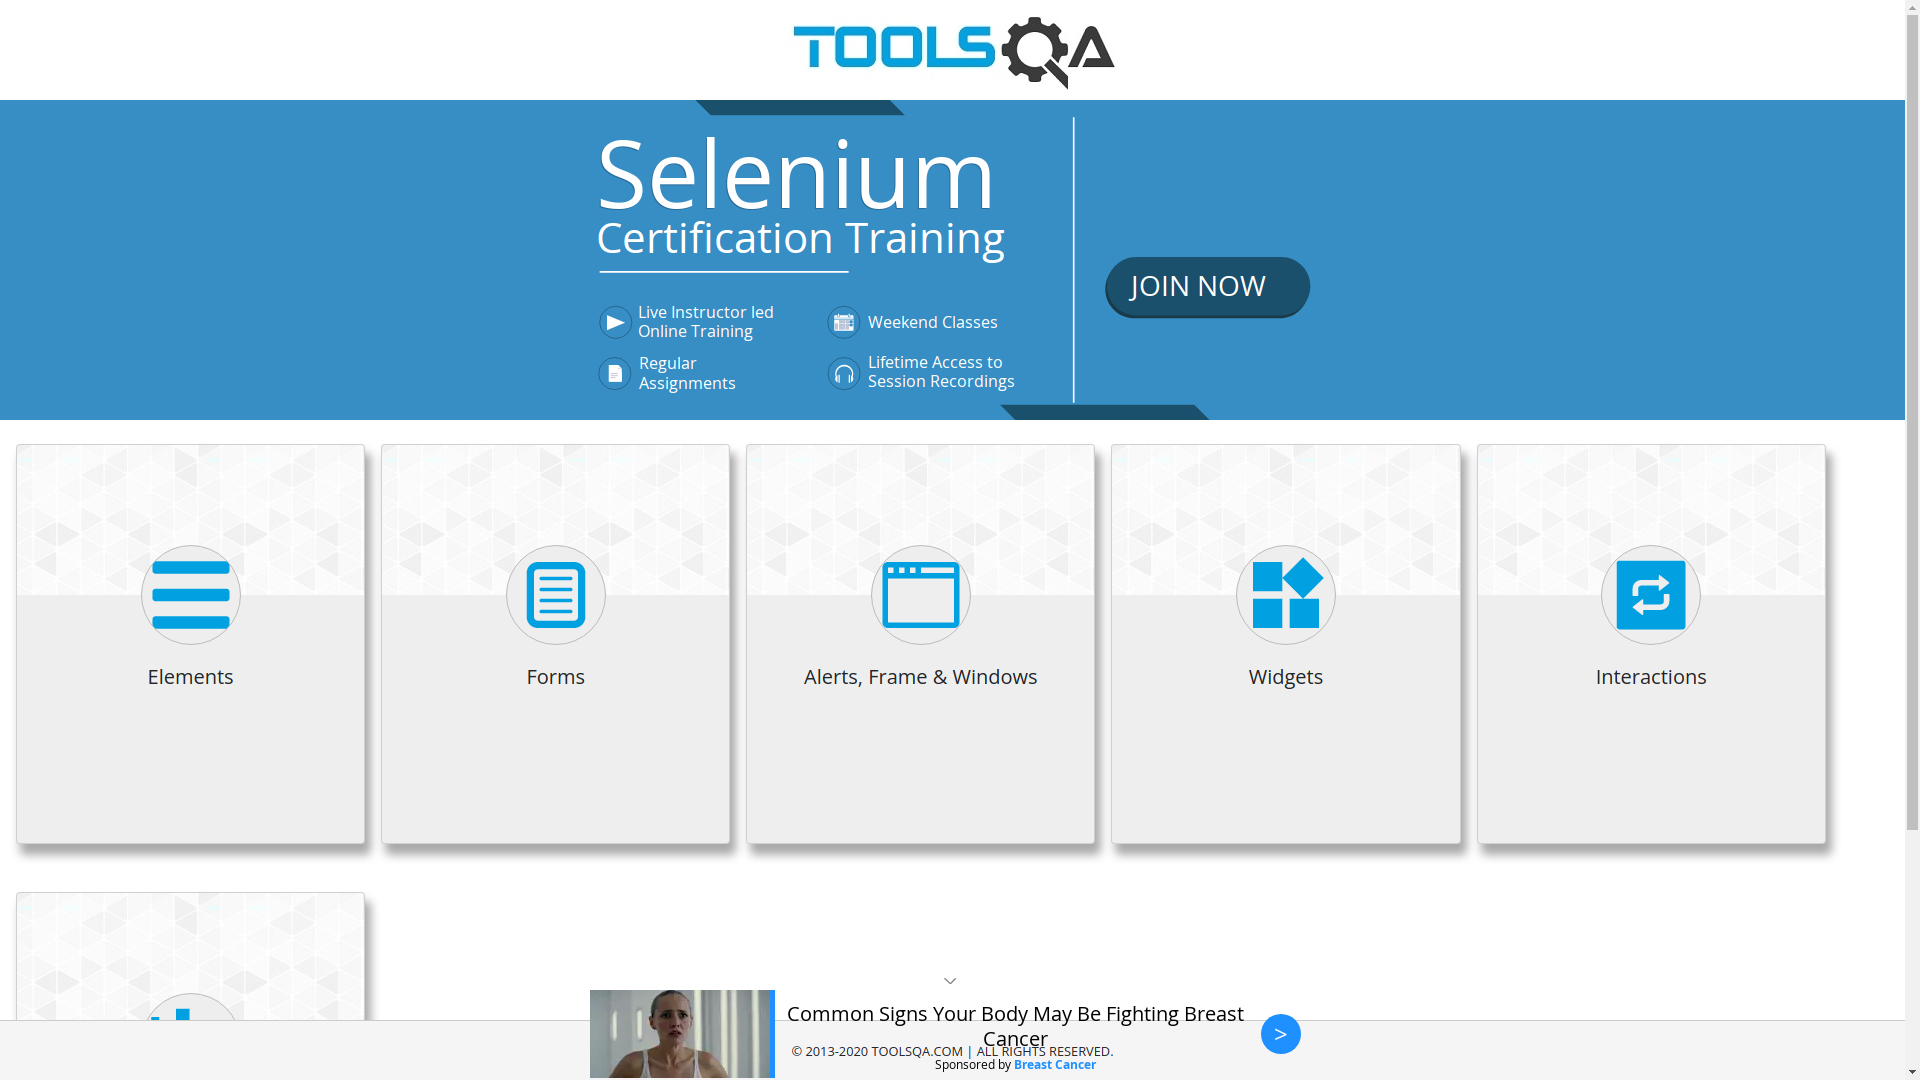 TOOLSQA
Selenium
Certification Training
Live Instructor led
Online Training
Weekend Classes
Regular
Assignments
Lifetime Access to
Session Recordings
JOIN NOW
Elements
Forms
Alerts, Frame & Windows
Widgets
Interactions
Common Signs Your Body May Be Fighting Breast
Cancer
>
© 2013-2020 TOOLSQA.COM | ALL RIGHTS RESERVED.
Sponsored by Breast Cancer